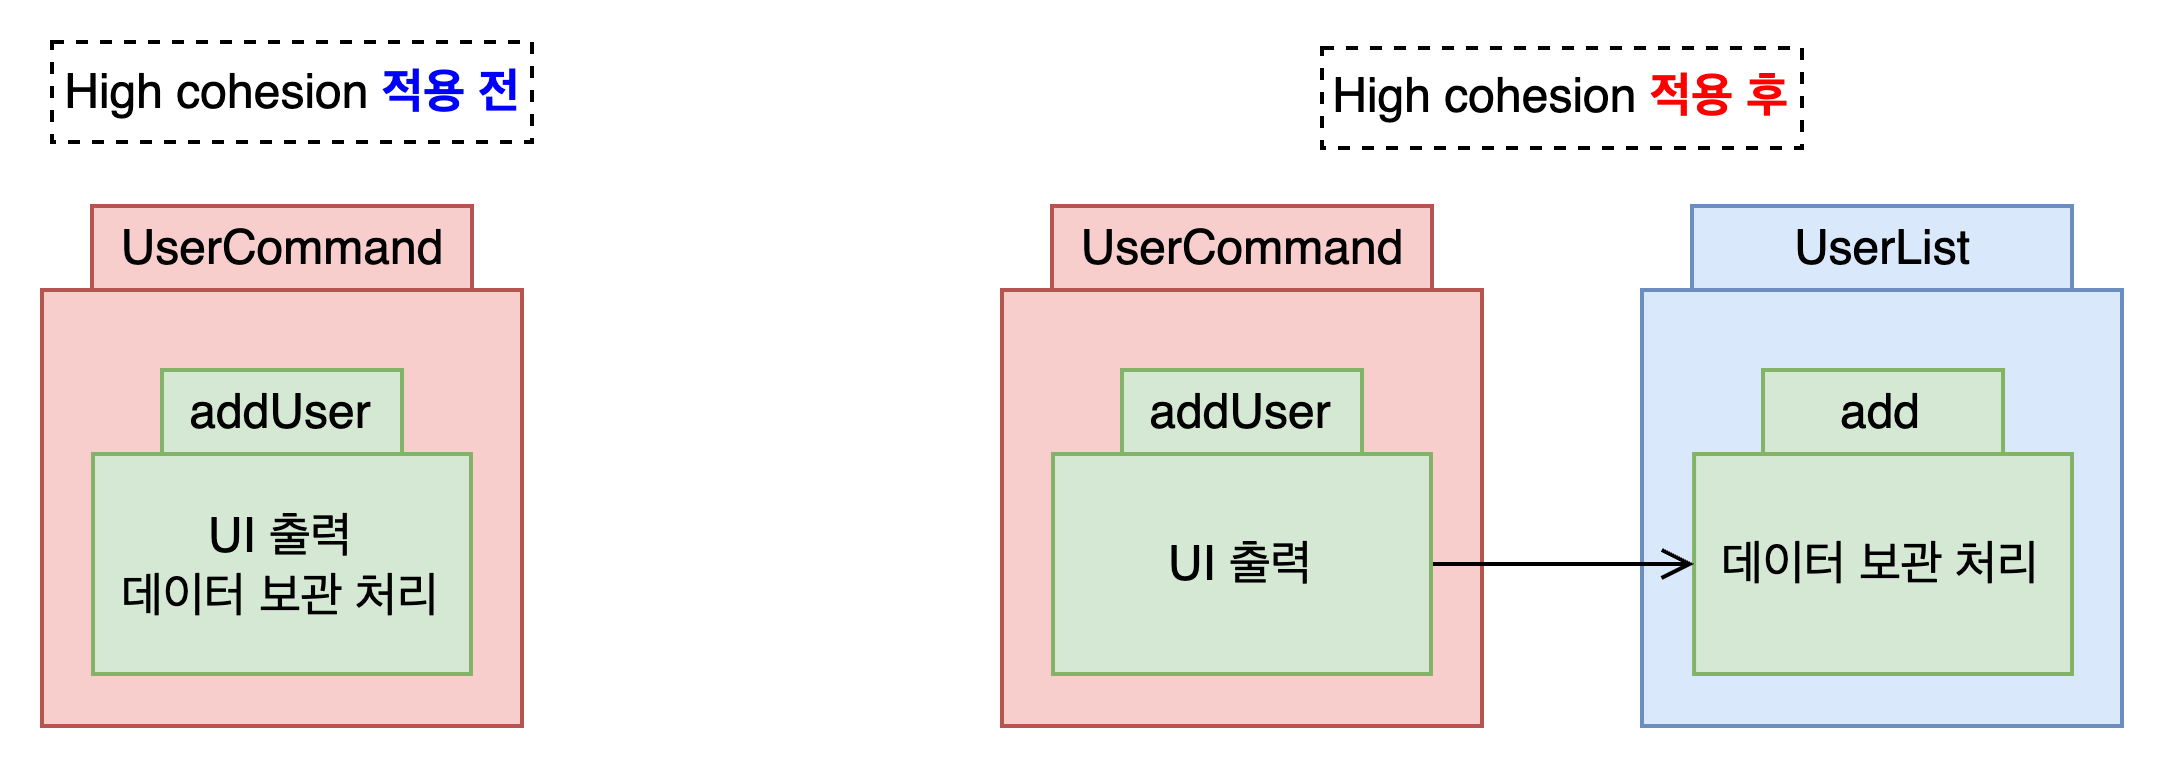 High cohesion 적용 전
UserCommand
addUser
UI 출력
데이터 보관 처리
High cohesion 적용 후
UserCommand
addUser
UI 출력
UserList
add
데이터 보관 처리